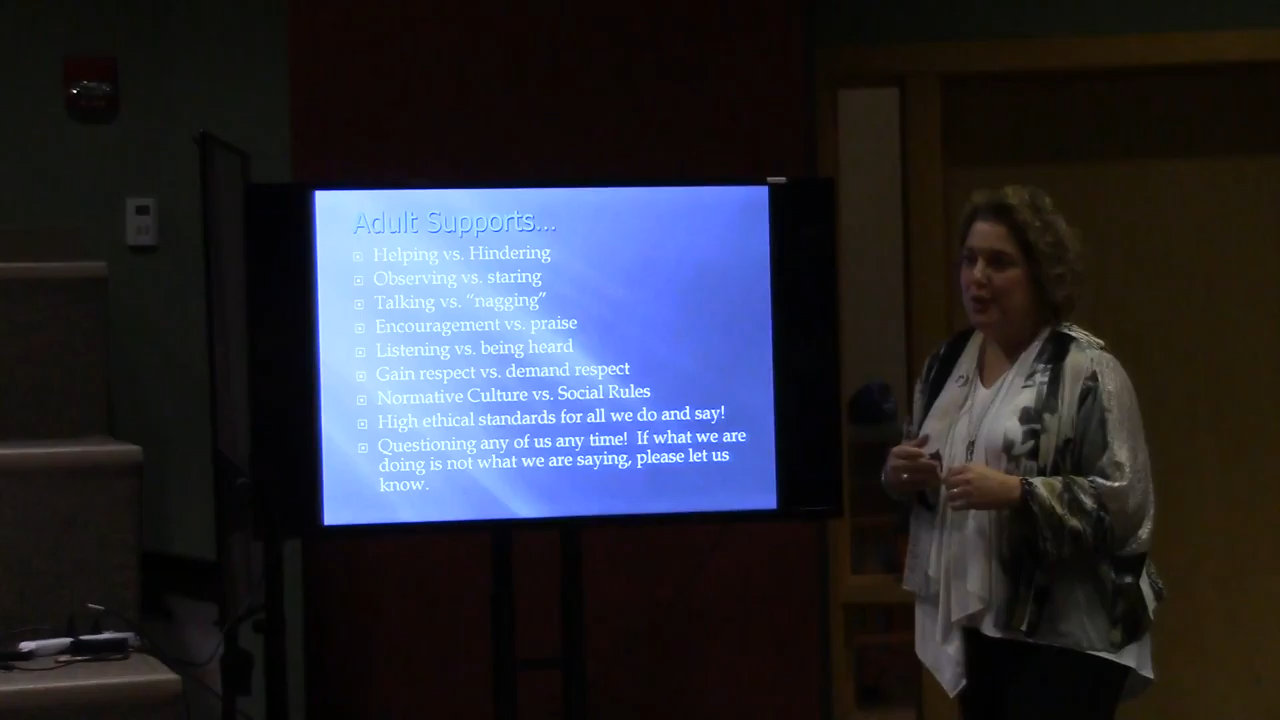 Adult Supports...
Helping vs. Hindering
Observing vs. staring
Talking vs. “nagging”
Encouragement vs. praise
Listening vs. being heard
Gain respect vs. demand respect
Normative Culture vs. Social Rules
High ethical standards for all we do and say!
Questioning any of us any time! If what we are
doing is not what we are saying, please let us
know.